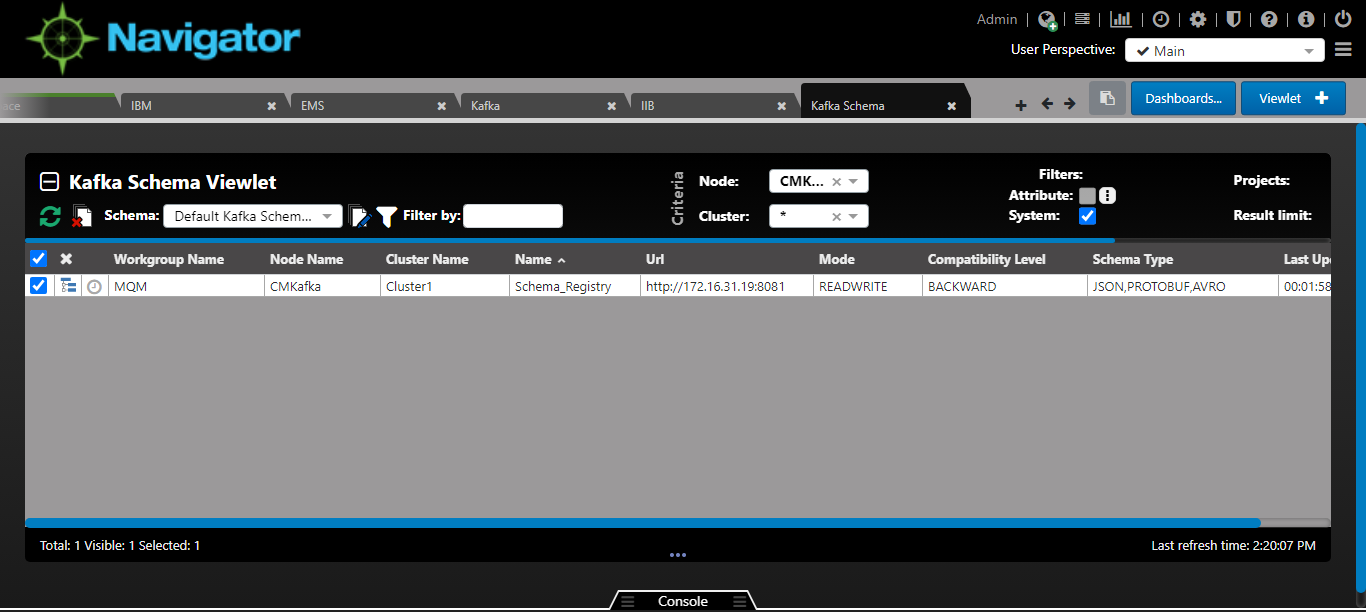 Navigator
Admin
User Perspective: Main
ace IBM EMS Kafka IIB Kafka Schema Dashboards... Viewlet
Kafka Schema Viewlet
Schema: Default Kafka Schem... Filter by:
Criteria
Node: CMK...
Cluster: *
Filters:
Attribute:
System:
Projects:
Result limit:
Workgroup Name Node Name Cluster Name Name Url Mode Compatibility Level Schema Type Last Up
MQM CMKafka Cluster1 Schema_Registry http://172.16.31.19:8081 READWRITE BACKWARD JSON,PROTOBUF,AVRO 00:01:58
Total: 1 Visible: 1 Selected: 1
Last refresh time: 2:20:07 PM
Console